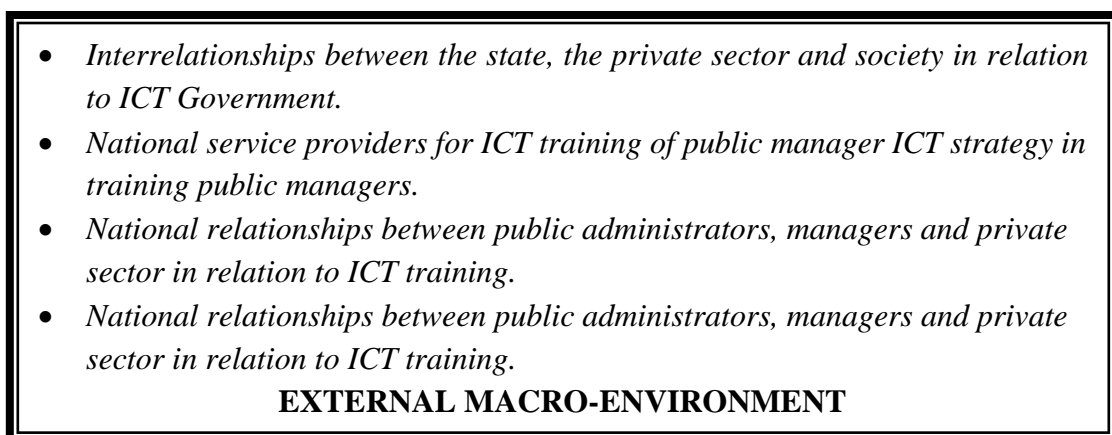 • Interrelationships between the state, the private sector and society in relation
to ICT Government.
• National service providers for ICT training of public manager ICT strategy in
training public managers.
• National relationships between public administrators, managers and private
sector in relation to ICT training.
• National relationships between public administrators, managers and private
sector in relation to ICT training.
EXTERNAL MACRO-ENVIRONMENT